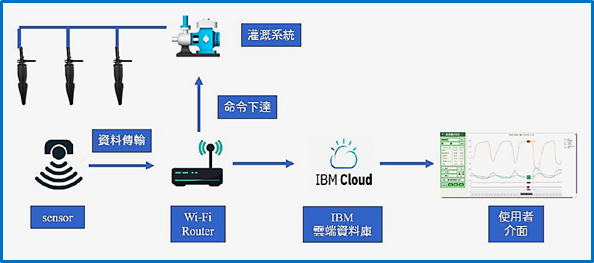 灌溉系統
命令下達
資料傳輸
IBM Cloud
sensor
Wi-Fi
Router
IBM
雲端資料庫
使用者
介面